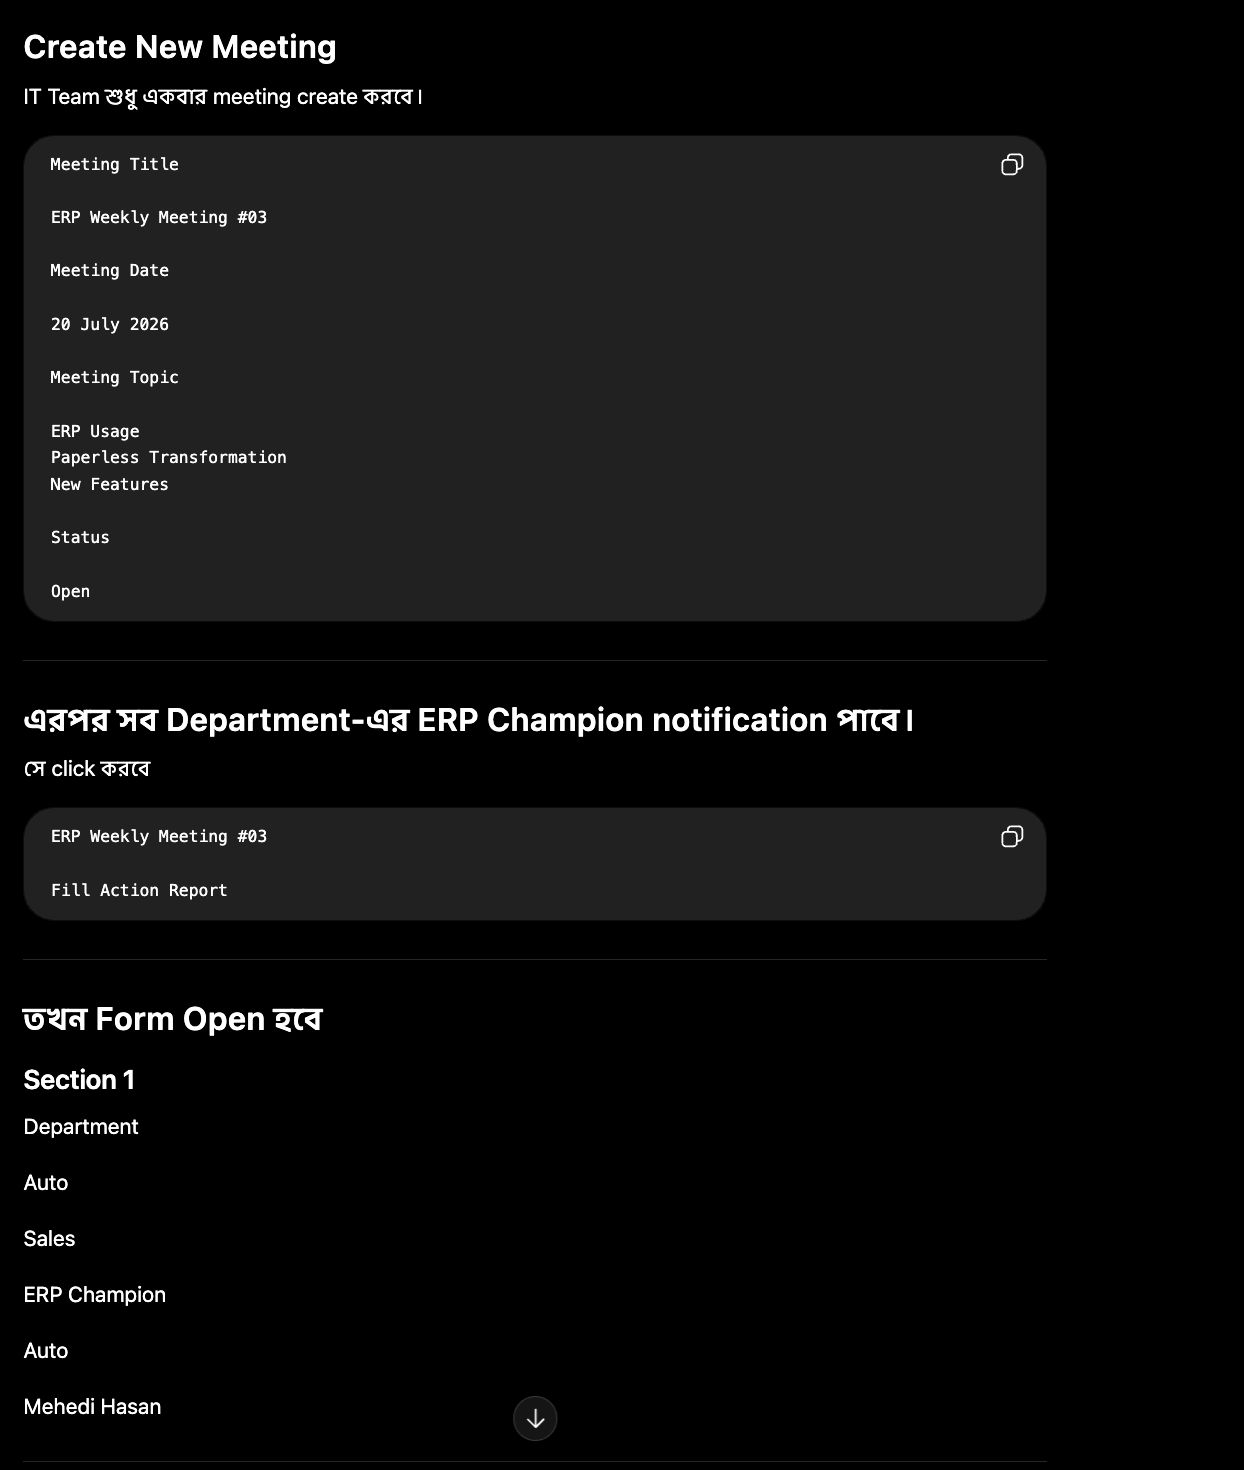 Create New Meeting
IT Team শুধু একবার meeting create করবে।
Meeting Title
ERP Weekly Meeting #03
Meeting Date
20 July 2026
Meeting Topic
ERP Usage
Paperless Transformation
New Features
Status
Open
এরপর সব Department-এর ERP Champion notification পাবে।
সে click করবে
ERP Weekly Meeting #03
Fill Action Report
তখন Form Open হবে
Section 1
Department
Auto
Sales
ERP Champion
Auto
Mehedi Hasan